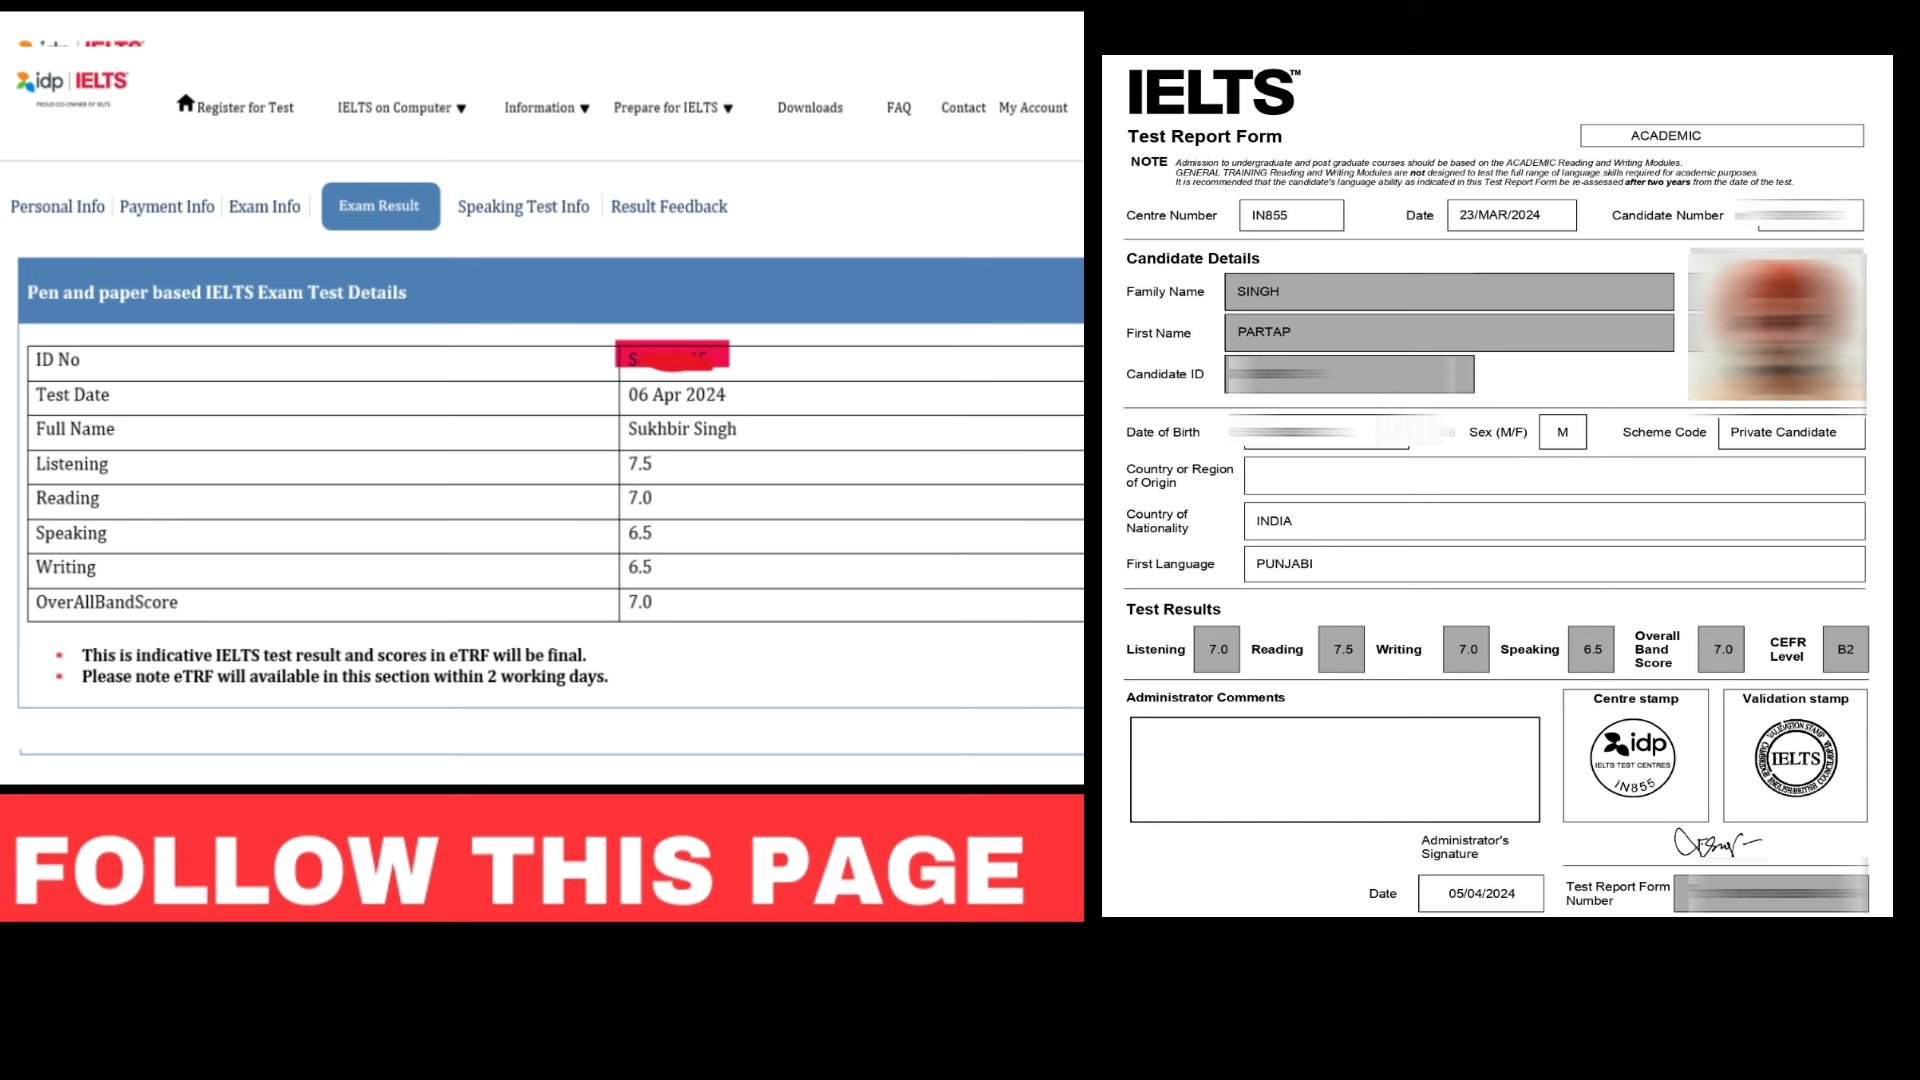 idp | IELTS
PROUD CO-OWNER OF IELTS
Register for Test IELTS on Computer ▼ Information ▼ Prepare for IELTS ▼ Downloads FAQ Contact My Account
Personal Info Payment Info Exam Info Exam Result Speaking Test Info Result Feedback
Pen and paper based IELTS Exam Test Details
ID No
Test Date 06 Apr 2024
Full Name Sukhbir Singh
Listening 7.5
Reading 7.0
Speaking 6.5
Writing 6.5
OverAllBandScore 7.0
* This is indicative IELTS test result and scores in eTRF will be final.
* Please note eTRF will available in this section within 2 working days.
FOLLOW THIS PAGE
IELTS™
Test Report Form ACADEMIC
NOTE Admission to undergraduate and post graduate courses should be based on the ACADEMIC Reading and Writing Modules.
GENERAL TRAINING Reading and Writing Modules are not designed to test the full range of language skills required for academic purposes.
It is recommended that the candidate's language ability as indicated in this Test Report Form be re-assessed after two years from the date of the test.
Centre Number IN855 Date 23/MAR/2024 Candidate Number
Candidate Details
Family Name SINGH
First Name PARTAP
Candidate ID
Date of Birth Sex (M/F) M Scheme Code Private Candidate
Country or Region
of Origin
Country of
Nationality INDIA
First Language PUNJABI
Test Results
Listening 7.0 Reading 7.5 Writing 7.0 Speaking 6.5 Overall Band Score 7.0 CEFR Level B2
Administrator Comments
Centre stamp
idp
IELTS TEST CENTRES
IN855
Validation stamp
VALIDATION STAMP
IELTS
Administrator's
Signature
Date 05/04/2024
Test Report Form
Number